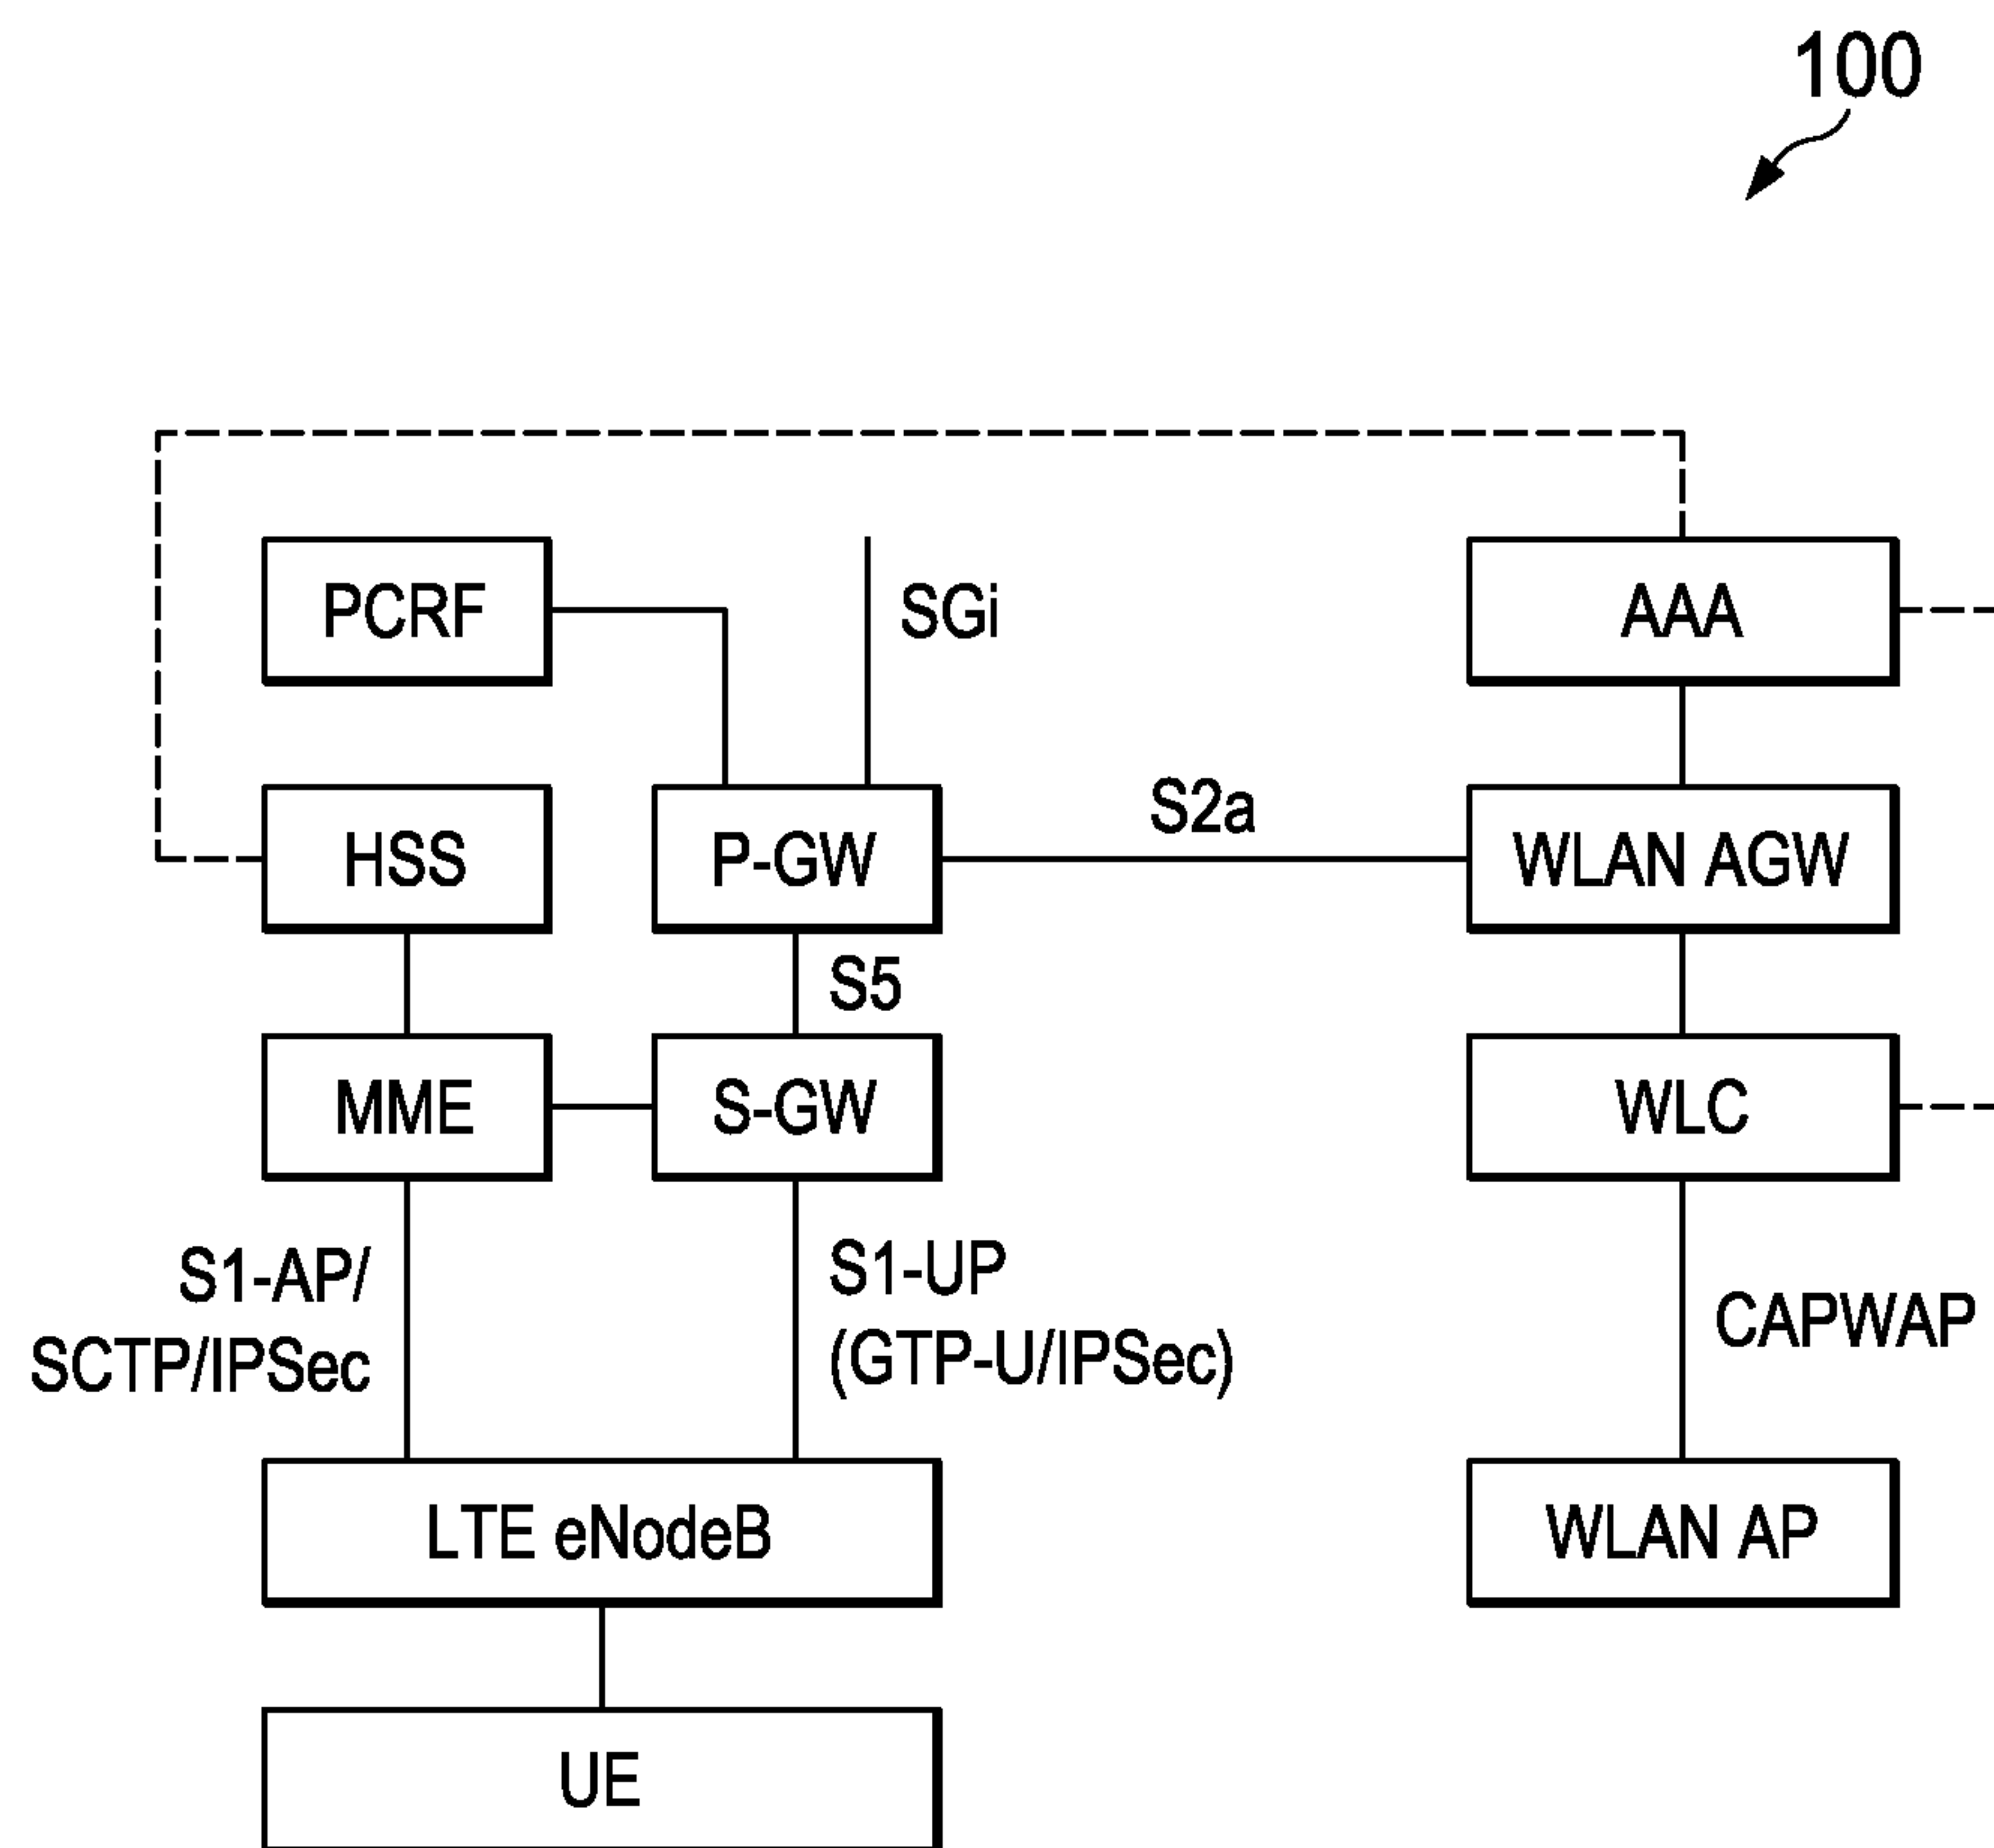 100
PCRF
SGi
AAA
HSS
P-GW
S2a
WLAN AGW
S5
MME
S-GW
WLC
S1-AP/
SCTP/IPSec
S1-UP
(GTP-U/IPSec)
CAPWAP
LTE eNodeB
WLAN AP
UE